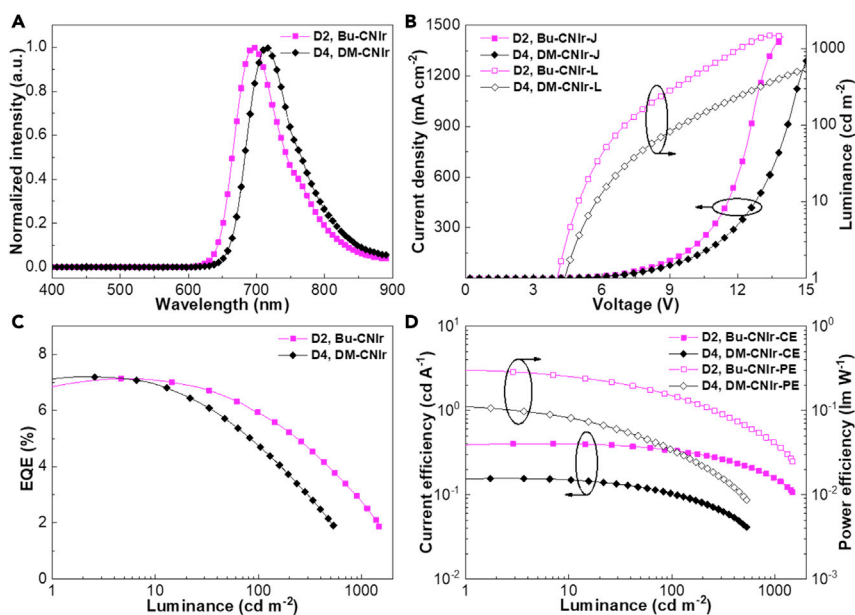 A
D2, Bu-CNIr
D4, DM-CNIr
Normalized intensity (a.u.)
1.0
0.8
0.6
0.4
0.2
0.0
400 500 600 700 800 900
Wavelength (nm)
B
D2, Bu-CNIr-J
D4, DM-CNIr-J
D2, Bu-CNIr-L
D4, DM-CNIr-L
Current density (mA cm-2)
1500
1200
900
600
300
0 3 6 9 12 15
Voltage (V)
1000
100
10
1
Luminance (cd m-2)
C
D2, Bu-CNIr
D4, DM-CNIr
EQE (%)
9
6
3
0
1 10 100 1000
Luminance (cd m-2)
D
D2, Bu-CNIr-CE
D4, DM-CNIr-CE
D2, Bu-CNIr-PE
D4, DM-CNIr-PE
Current efficiency (cd A-1)
101
100
10-1
10-2
1 10 100 1000
Luminance (cd m-2)
100
10-1
10-2
10-3
Power efficiency (lm W-1)